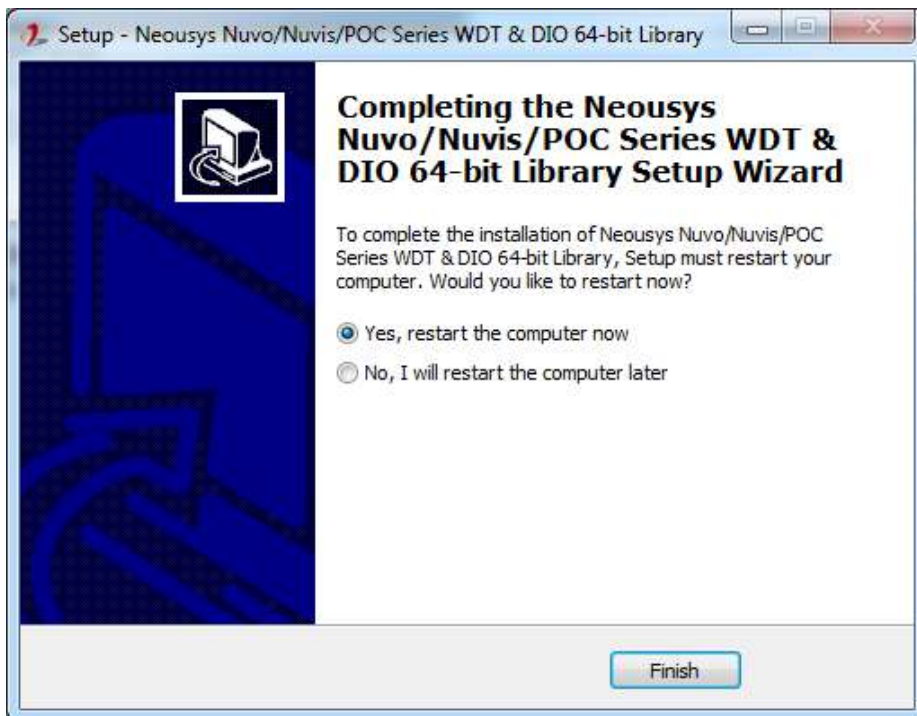 Setup - Neousys Nuvo/Nuvis/POC Series WDT & DIO 64-bit Library
Completing the Neousys
Nuvo/Nuvis/POC Series WDT &
DIO 64-bit Library Setup Wizard
To complete the installation of Neousys Nuvo/Nuvis/POC
Series WDT & DIO 64-bit Library, Setup must restart your
computer. Would you like to restart now?
Yes, restart the computer now
No, I will restart the computer later
Finish